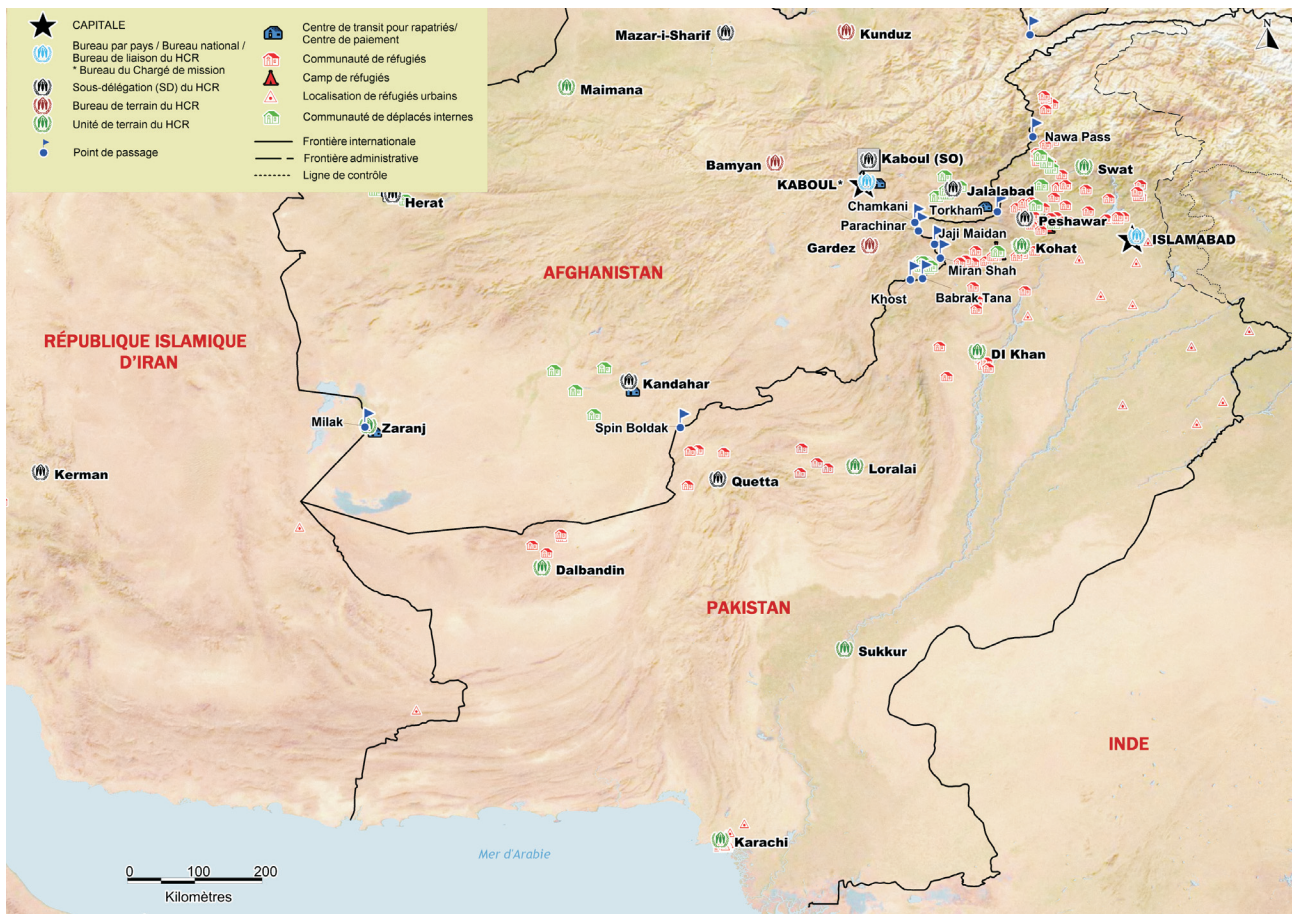 CAPITALE
Bureau par pays / Bureau national /
Bureau de liaison du HCR
* Bureau du Chargé de mission
Sous-délégation (SD) du HCR
Bureau de terrain du HCR
Unité de terrain du HCR
Point de passage
Centre de transit pour rapatriés/
Centre de paiement
Communauté de réfugiés
Camp de réfugiés
Localisation de réfugiés urbains
Communauté de déplacés internes
Frontière internationale
Frontière administrative
Ligne de contrôle
N
Mazar-i-Sharif
Kunduz
Maimana
Nawa Pass
Bamyan
Kaboul (SO)
Swat
KABOUL*
Jalalabad
Herat
Chamkani
Torkham
Peshawar
Parachinar
Jaji Maidan
ISLAMABAD
Gardez
Kohat
AFGHANISTAN
Miran Shah
Khost
Babrak Tana
RÉPUBLIQUE ISLAMIQUE
D'IRAN
DI Khan
Kandahar
Milak
Zaranj
Spin Boldak
Kerman
Quetta
Loralai
Dalbandin
PAKISTAN
Sukkur
INDE
Karachi
Mer d'Arabie
0 100 200
Kilomètres